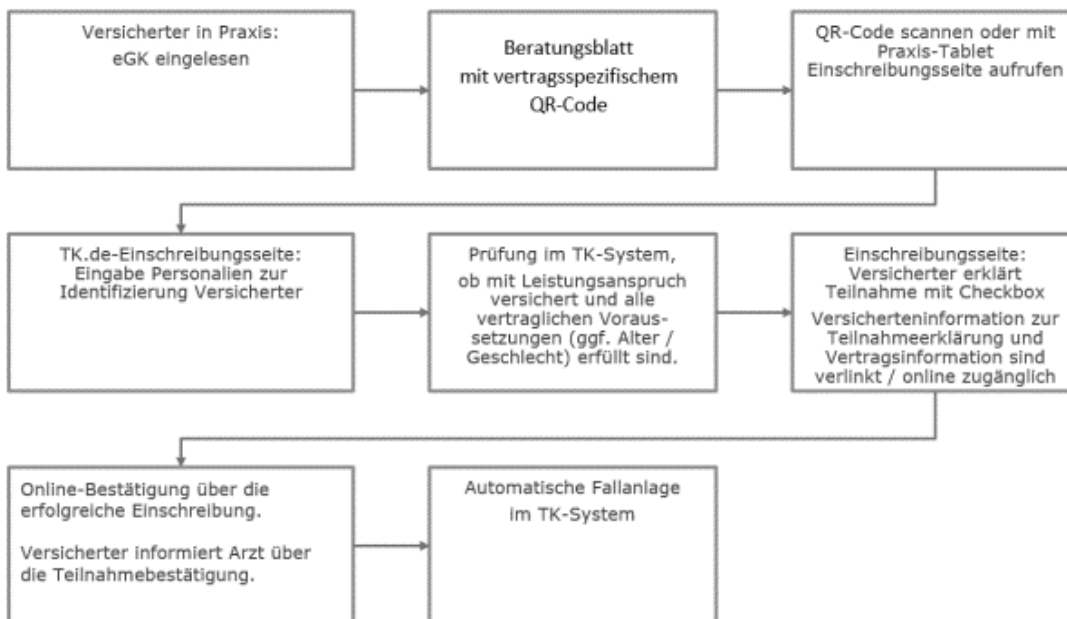 Versicherter in Praxis:
eGK eingelesen
Beratungsblatt
mit vertragsspezifischem
QR-Code
QR-Code scannen oder mit
Praxis-Tablet
Einschreibungsseite aufrufen
TK.de-Einschreibungsseite:
Eingabe Personalien zur
Identifizierung Versicherter
Prüfung im TK-System,
ob mit Leistungsanspruch
versichert und alle
vertraglichen Voraus-
setzungen (ggf. Alter /
Geschlecht) erfüllt sind.
Einschreibungsseite:
Versicherter erklärt
Teilnahme mit Checkbox
Versicherteninformation zur
Teilnahmeerklärung und
Vertragsinformation sind
verlinkt / online zugänglich
Online-Bestätigung über die
erfolgreiche Einschreibung.
Versicherter informiert Arzt über
die Teilnahmebestätigung.
Automatische Fallanlage
im TK-System